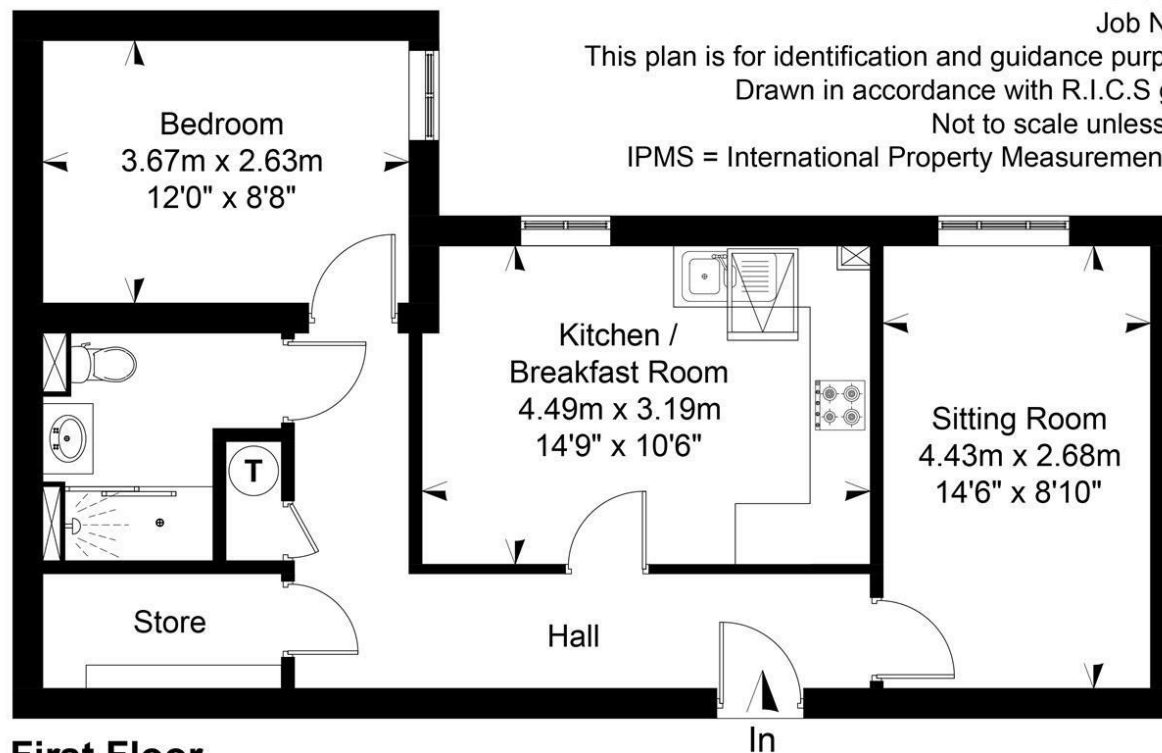 Job N
This plan is for identification and guidance purp
Drawn in accordance with R.I.C.S g
Not to scale unless
IPMS = International Property Measuremen
Bedroom
3.67m x 2.63m
12'0" x 8'8"
Kitchen /
Breakfast Room
4.49m x 3.19m
14'9" x 10'6"
Sitting Room
4.43m x 2.68m
14'6" x 8'10"
T
Store
Hall
In
First Floor